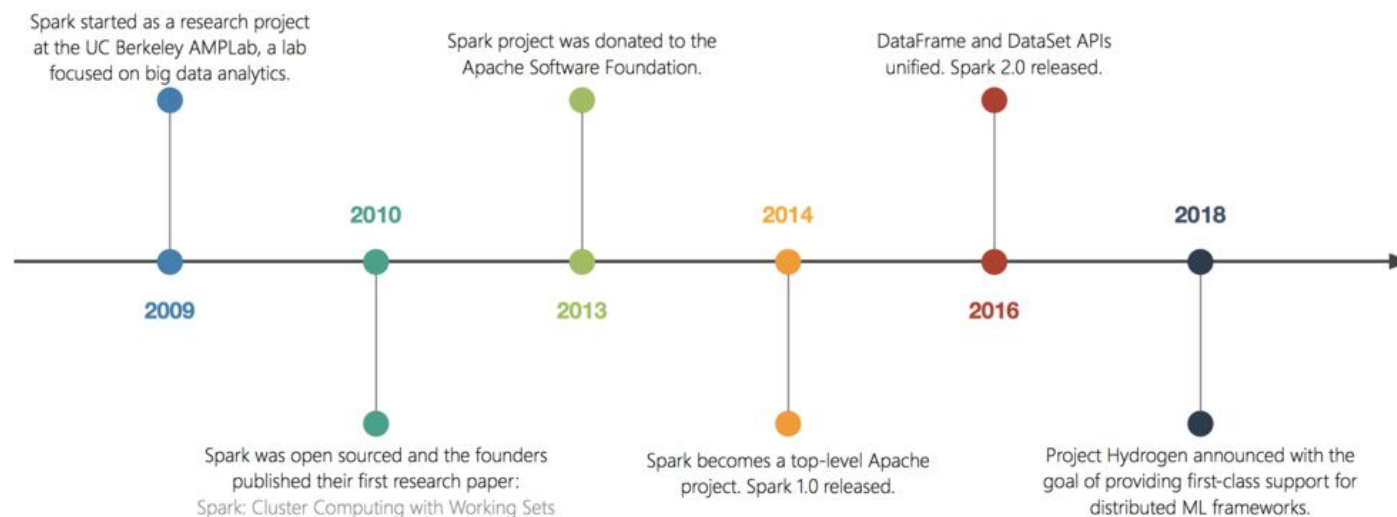 Spark started as a research project
at the UC Berkeley AMPLab, a lab
focused on big data analytics.
Spark project was donated to the
Apache Software Foundation.
DataFrame and DataSet APIs
unified. Spark 2.0 released.
2010
2014
2018
2009
2013
2016
Spark was open sourced and the founders
published their first research paper:
Spark: Cluster Computing with Working Sets
Spark becomes a top-level Apache
project. Spark 1.0 released.
Project Hydrogen announced with the
goal of providing first-class support for
distributed ML frameworks.